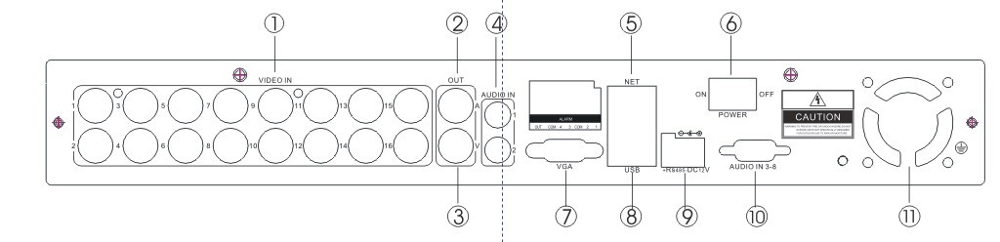 ① ② ④ ⑤ ⑥
VIDEO IN OUT NET
AUDIO IN
1 3 5 7 9 11 13 15 A 1
ON OFF
POWER
ALARM
OUT COM 4 3 COM 2 1
CAUTION
2 4 6 8 10 12 14 16 V 2
VGA USB +RS485-DC12V AUDIO IN 3-8
③ ⑦ ⑧ ⑨ ⑩ ⑪